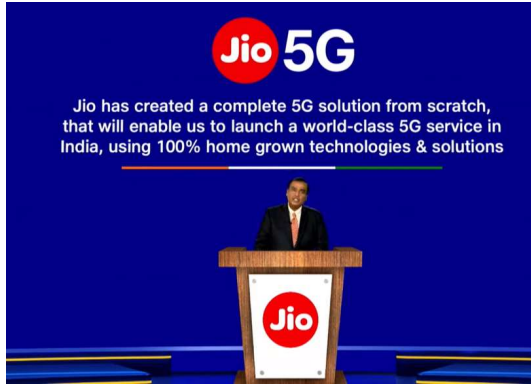 Jio 5G
Jio has created a complete 5G solution from scratch,
that will enable us to launch a world-class 5G service in
India, using 100% home grown technologies & solutions
Jio